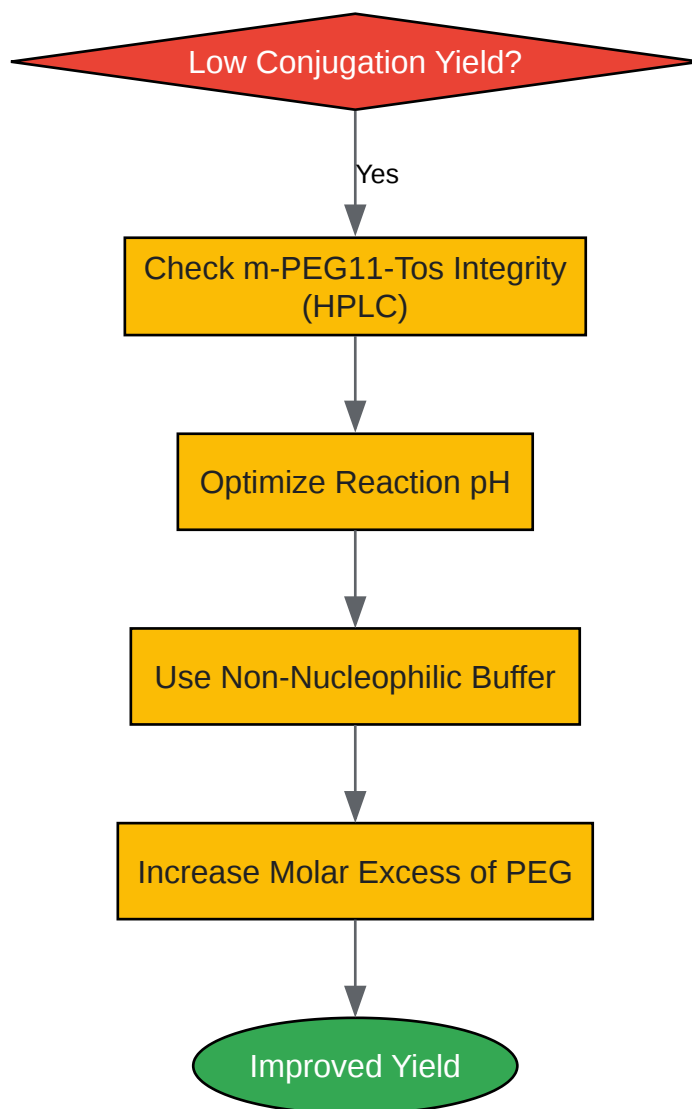 Low Conjugation Yield?
Yes
Check m-PEG11-Tos Integrity
(HPLC)
Optimize Reaction pH
Use Non-Nucleophilic Buffer
Increase Molar Excess of PEG
Improved Yield